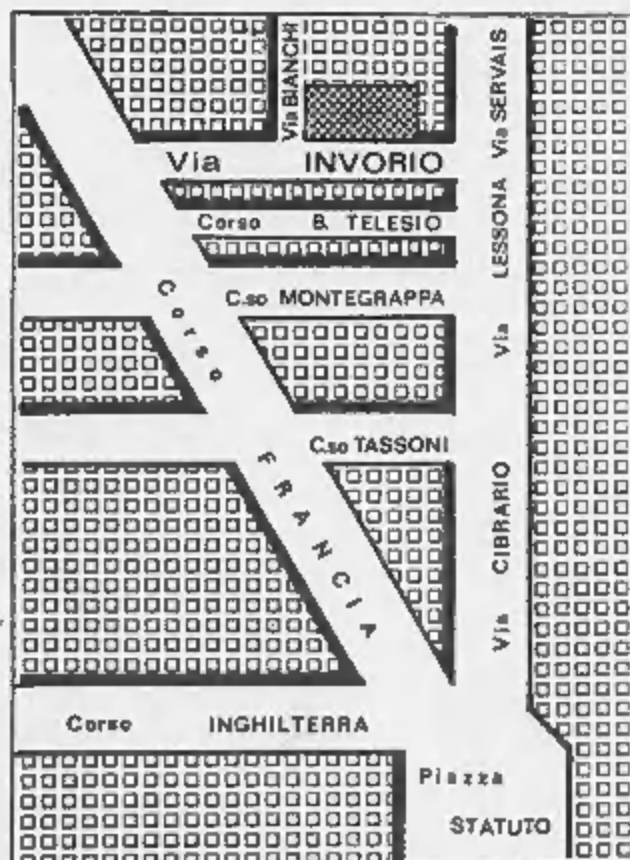 Via BIANCHI
Via SERVAIS
Via INVORIO
Corso B. TELESIO
Via LESSONA
C.so MONTEGRAPPA
Corso FRANCIA
C.so TASSONI
Via CIBRARIO
Corso INGHILTERRA
Piazza
STATUTO